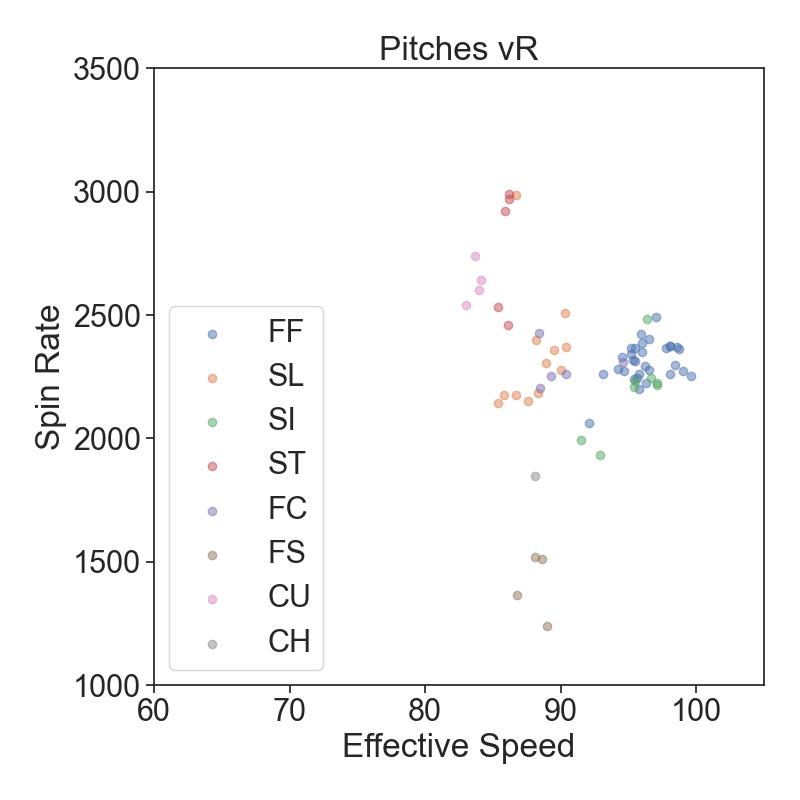 Pitches vR
3500
3000
2500
2000
1500
1000
Spin Rate
FF
SL
SI
ST
FC
FS
CU
CH
60 70 80 90 100
Effective Speed